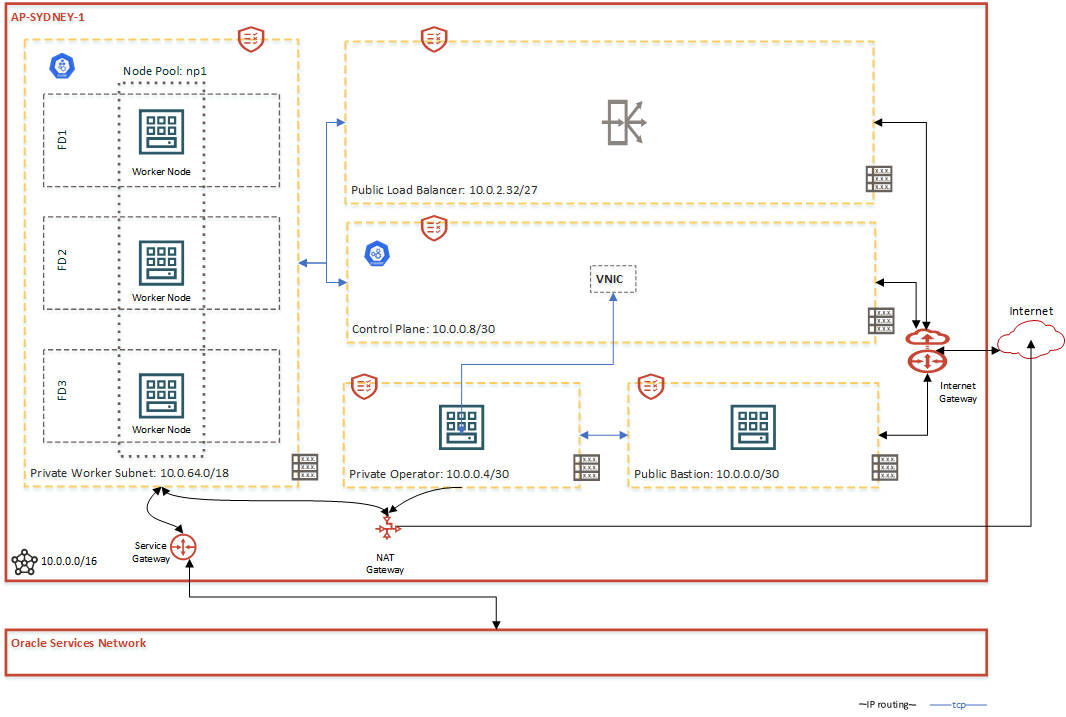 AP-SYDNEY-1
Node Pool: np1
FD1
Worker Node
FD2
Worker Node
FD3
Worker Node
Private Worker Subnet: 10.0.64.0/18
Public Load Balancer: 10.0.2.32/27
VNIC
Control Plane: 10.0.0.8/30
Private Operator: 10.0.0.4/30
Public Bastion: 10.0.0.0/30
Internet
Internet
Gateway
Service
Gateway
NAT
Gateway
10.0.0.0/16
Oracle Services Network
IP routing
tcp